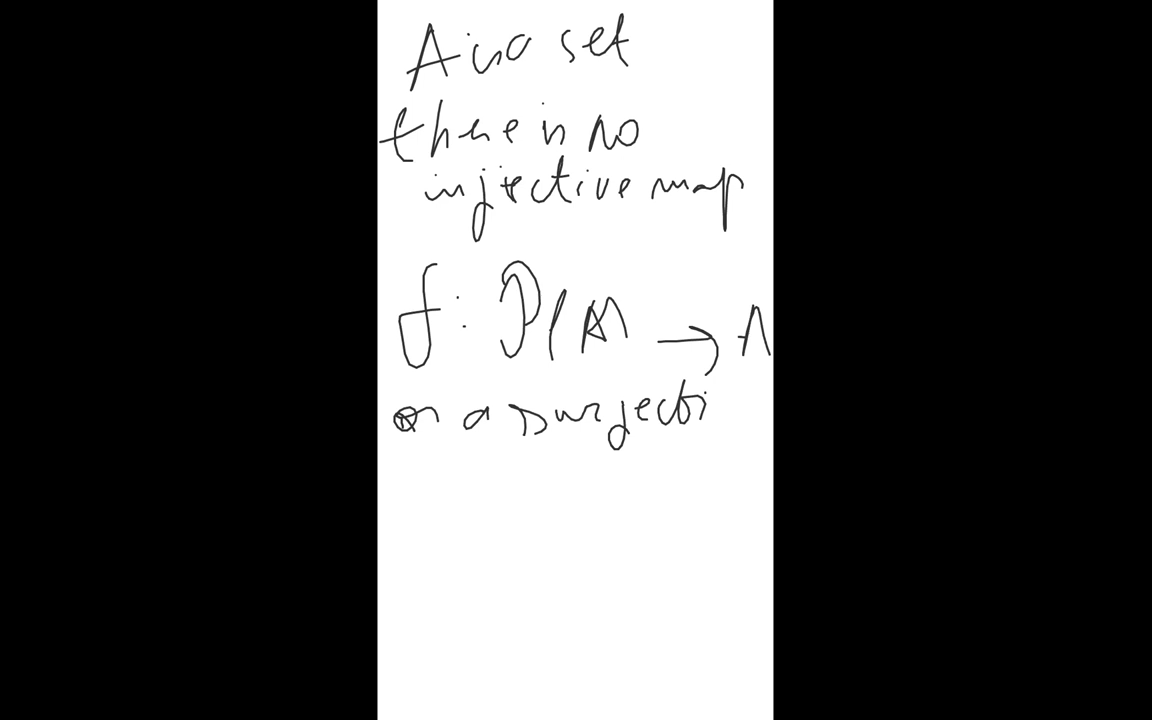 A is a set
there is no
injective map
f: P(A) → A
or a surjecti